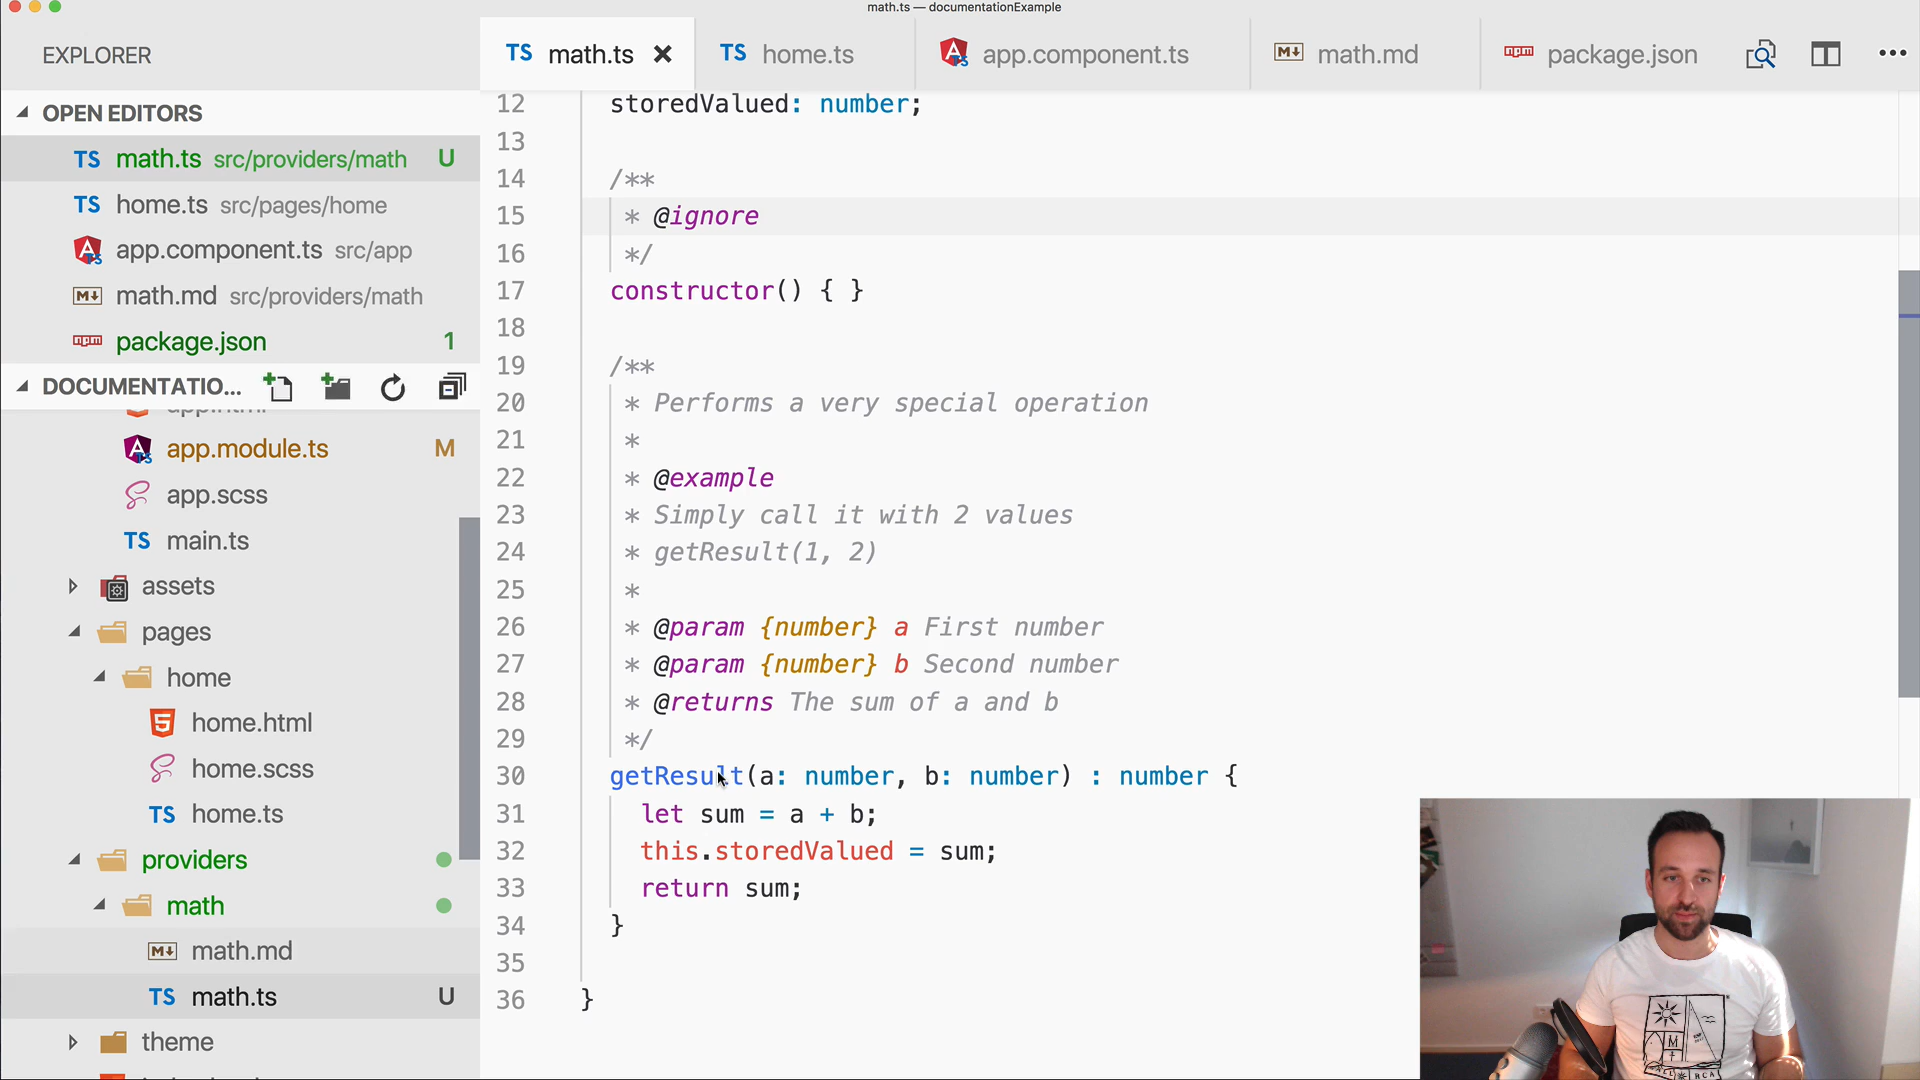 math.ts — documentationExample
EXPLORER
OPEN EDITORS
TS math.ts src/providers/math U
TS home.ts src/pages/home
app.component.ts src/app
M↓ math.md src/providers/math
package.json 1
DOCUMENTATIO...
app.html
app.module.ts M
app.scss
TS main.ts
assets
pages
home
5 home.html
home.scss
TS home.ts
providers
math
M↓ math.md
TS math.ts U
theme
TS math.ts
TS home.ts
app.component.ts
M↓ math.md
package.json
12 storedValued: number;
13
14 /**
15 * @ignore
16 */
17 constructor() { }
18
19 /**
20 * Performs a very special operation
21 *
22 * @example
23 * Simply call it with 2 values
24 * getResult(1, 2)
25 *
26 * @param {number} a First number
27 * @param {number} b Second number
28 * @returns The sum of a and b
29 */
30 getResult(a: number, b: number) : number {
31 let sum = a + b;
32 this.storedValued = sum;
33 return sum;
34 }
35
36 }